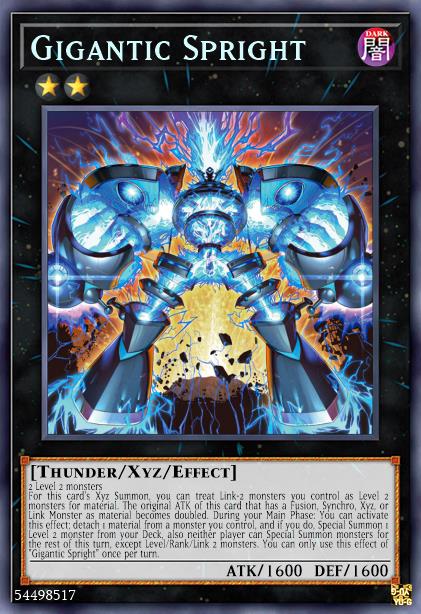 GIGANTIC SPRIGHT
DARK
闇
[THUNDER/XYZ/EFFECT]
2 Level 2 monsters
For this card's Xyz Summon, you can treat Link-2 monsters you control as Level 2
monsters for material. The original ATK of this card that has a Fusion, Synchro, Xyz, or
Link Monster as material becomes doubled. During your Main Phase: You can activate
this effect; detach 1 material from a monster you control, and if you do, Special Summon 1
Level 2 monster from your Deck, also neither player can Special Summon monsters for
the rest of this turn, except Level/Rank/Link 2 monsters. You can only use this effect of
"Gigantic Spright" once per turn.
ATK/1600 DEF/1600
54498517